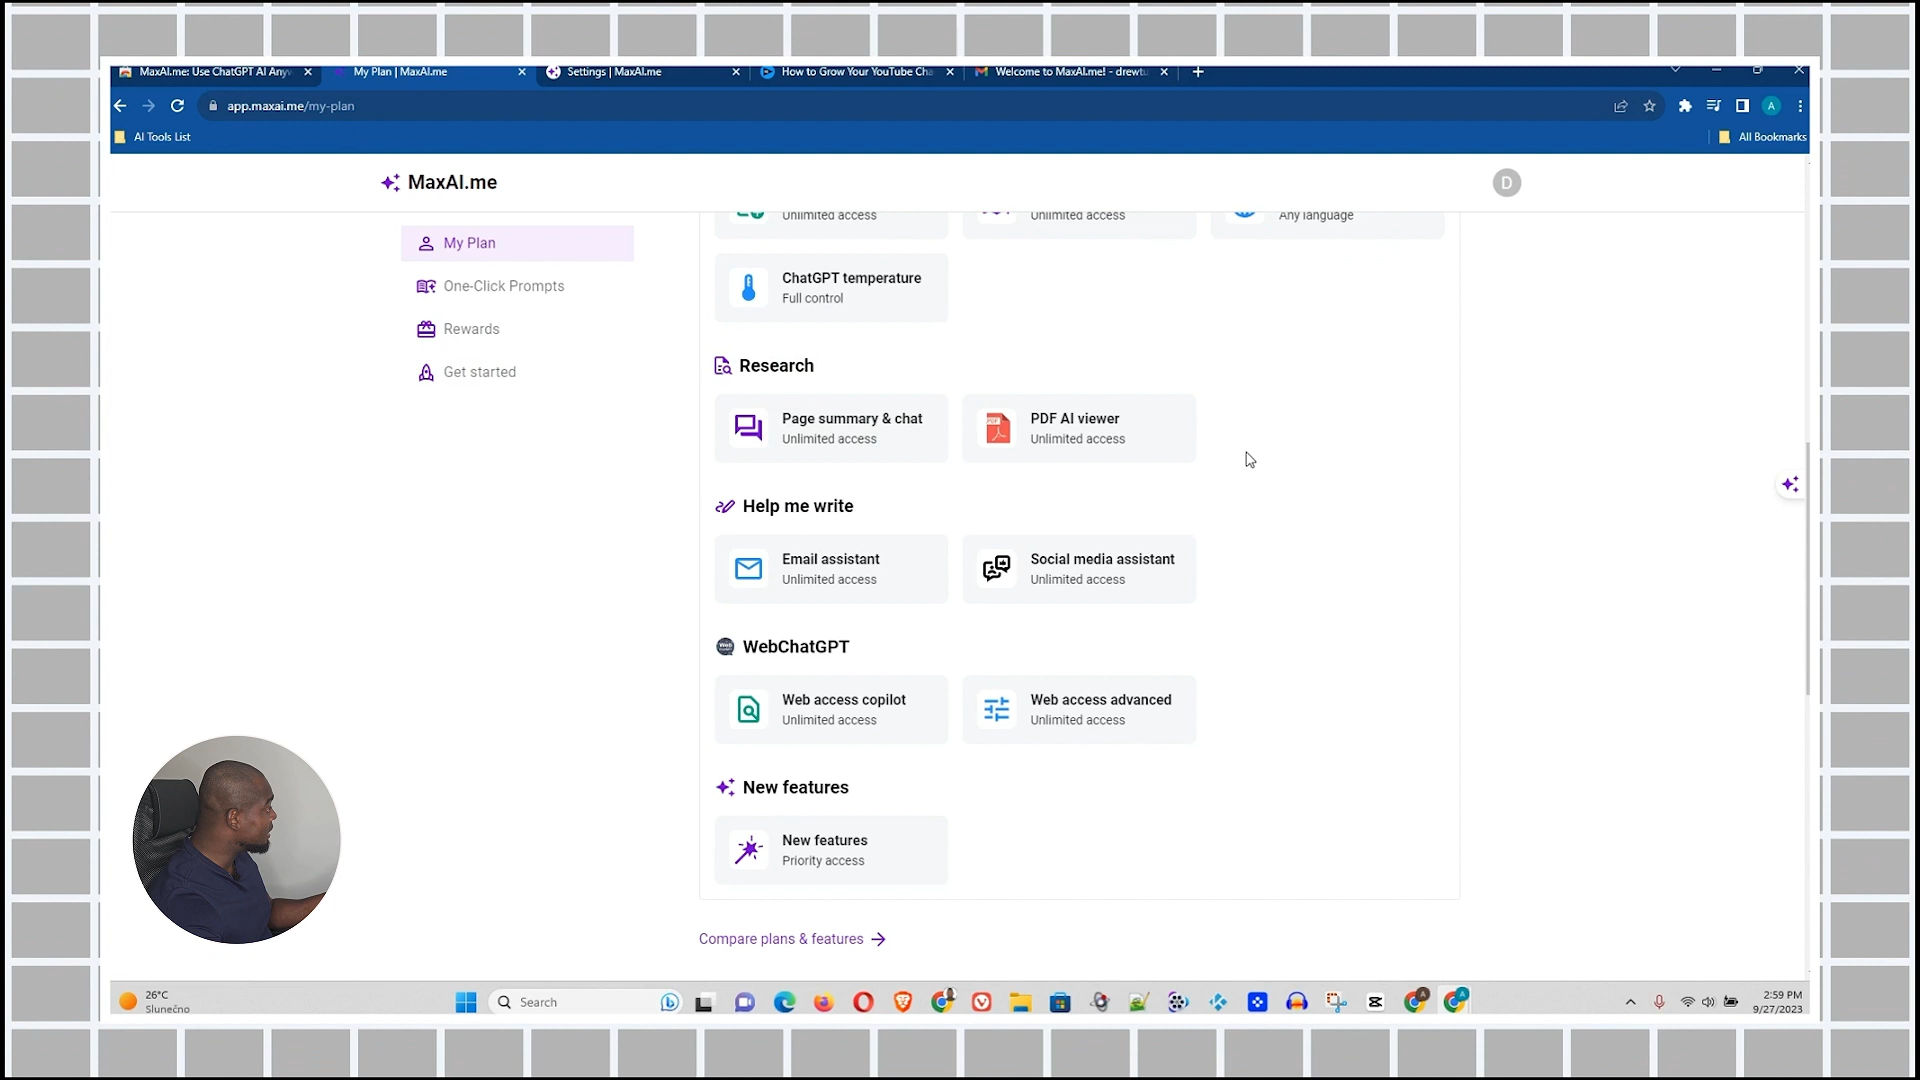 MaxAI.me: Use ChatGPT AI Anyw
My Plan | MaxAI.me
Settings | MaxAI.me
How to Grow Your YouTube Cha
Welcome to MaxAI.me! - drewtu
app.maxai.me/my-plan
A
AI Tools List
All Bookmarks
MaxAI.me
D
My Plan
One-Click Prompts
Rewards
Get started
Unlimited access
Unlimited access
Any language
ChatGPT temperature
Full control
Research
Page summary & chat
Unlimited access
PDF AI viewer
Unlimited access
Help me write
Email assistant
Unlimited access
Social media assistant
Unlimited access
WebChatGPT
Web access copilot
Unlimited access
Web access advanced
Unlimited access
New features
New features
Priority access
Compare plans & features
26°C
Slunečno
Search
2:59 PM
9/27/2023